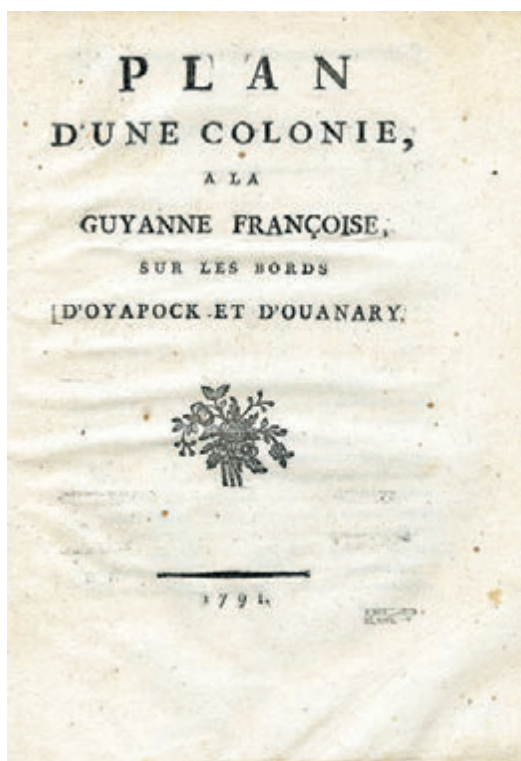 PLAN
D'UNE COLONIE,
A LA
GUYANNE FRANÇOISE,
SUR LES BORDS
[D'OYAPOCK ET D'OUANARY.
1791.